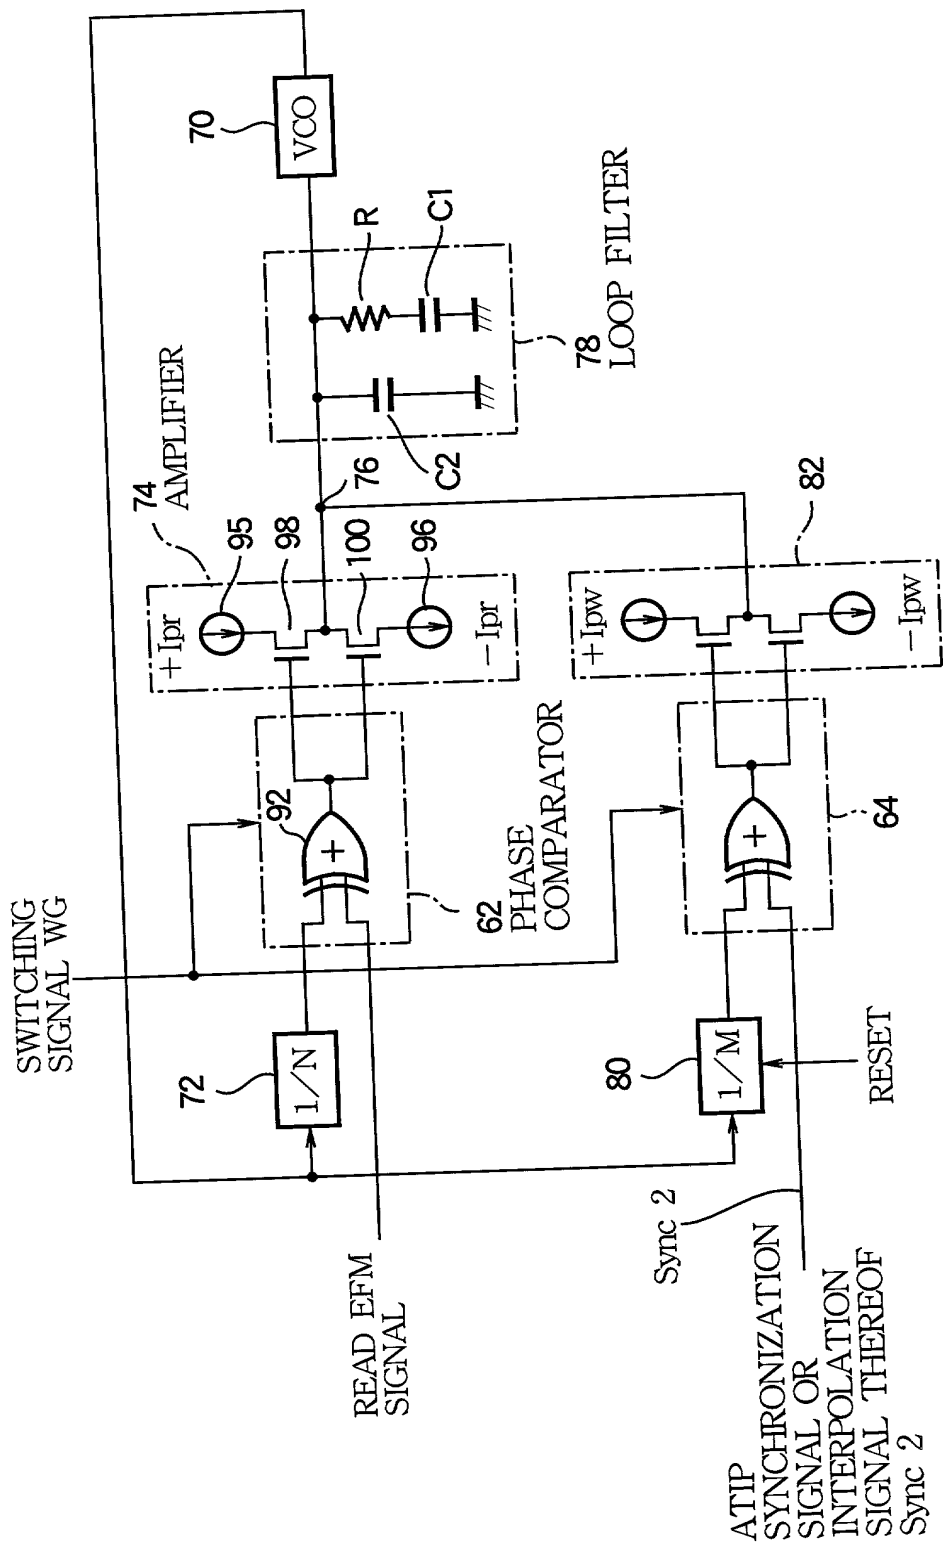 SWITCHING
SIGNAL WG
READ EFM
SIGNAL
ATIP
SYNCHRONIZATION
SIGNAL OR
INTERPOLATION
SIGNAL THEREOF
Sync 2
Sync 2
72
1/N
80
1/M
RESET
92
+
62
PHASE
COMPARATOR
+
64
74
AMPLIFIER
+Ipr
95
98
100
96
−Ipr
+Ipw
−Ipw
82
76
C2
R
C1
78
LOOP FILTER
70
VCO